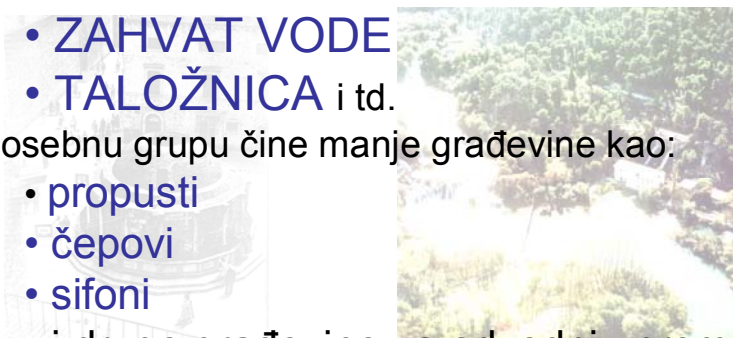 • ZAHVAT VODE
• TALOŽNICA i td.
osebnu grupu čine manje građevine kao:
• propusti
• čepovi
• sifoni